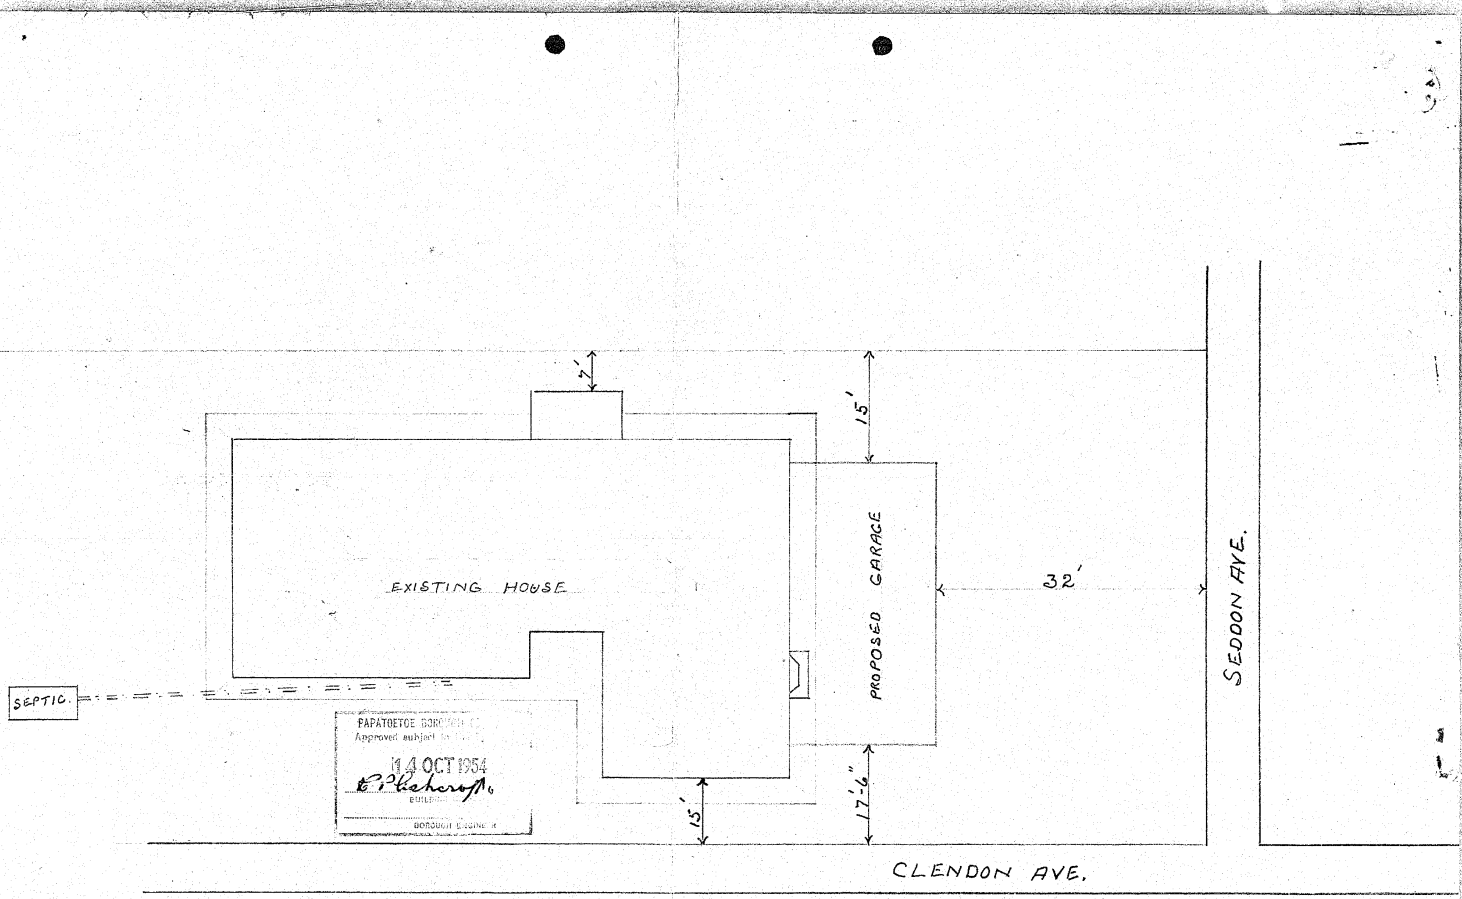 7'
15'
EXISTING HOUSE
PROPOSED GARAGE
32'
SEDDON AVE.
SEPTIC.
PAPATOETOE
Approved subject to
14 OCT 1954
BOROUGH ENGINEER
15'
17'-6"
CLENDON AVE.